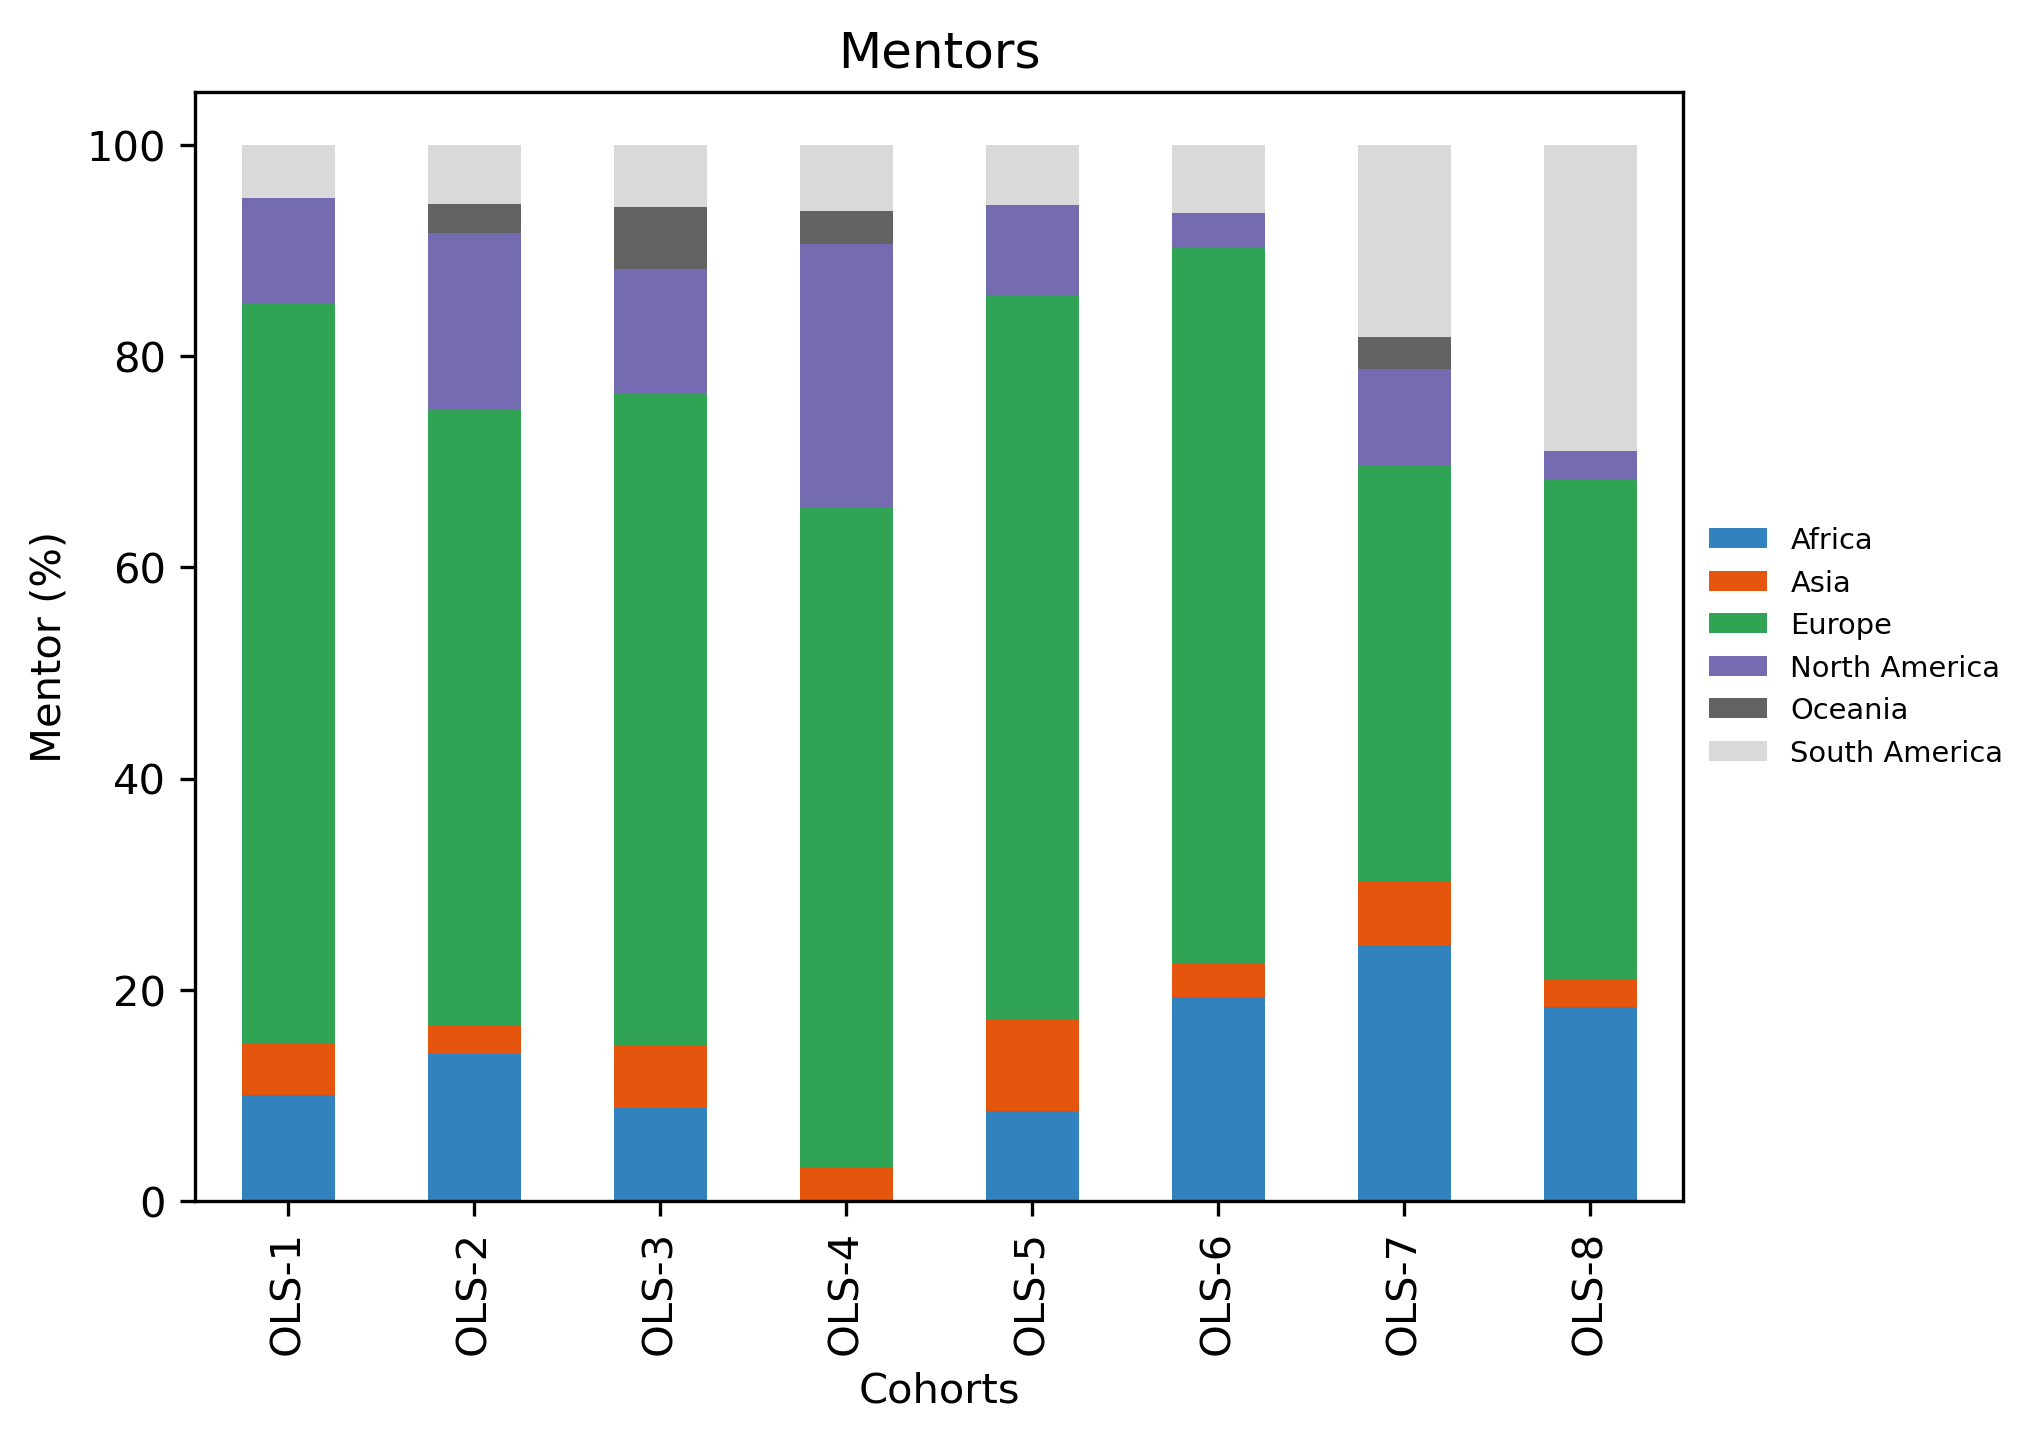 Mentors
100
80
60
40
20
0
Mentor (%)
OLS-1
OLS-2
OLS-3
OLS-4
OLS-5
OLS-6
OLS-7
OLS-8
Cohorts
Africa
Asia
Europe
North America
Oceania
South America